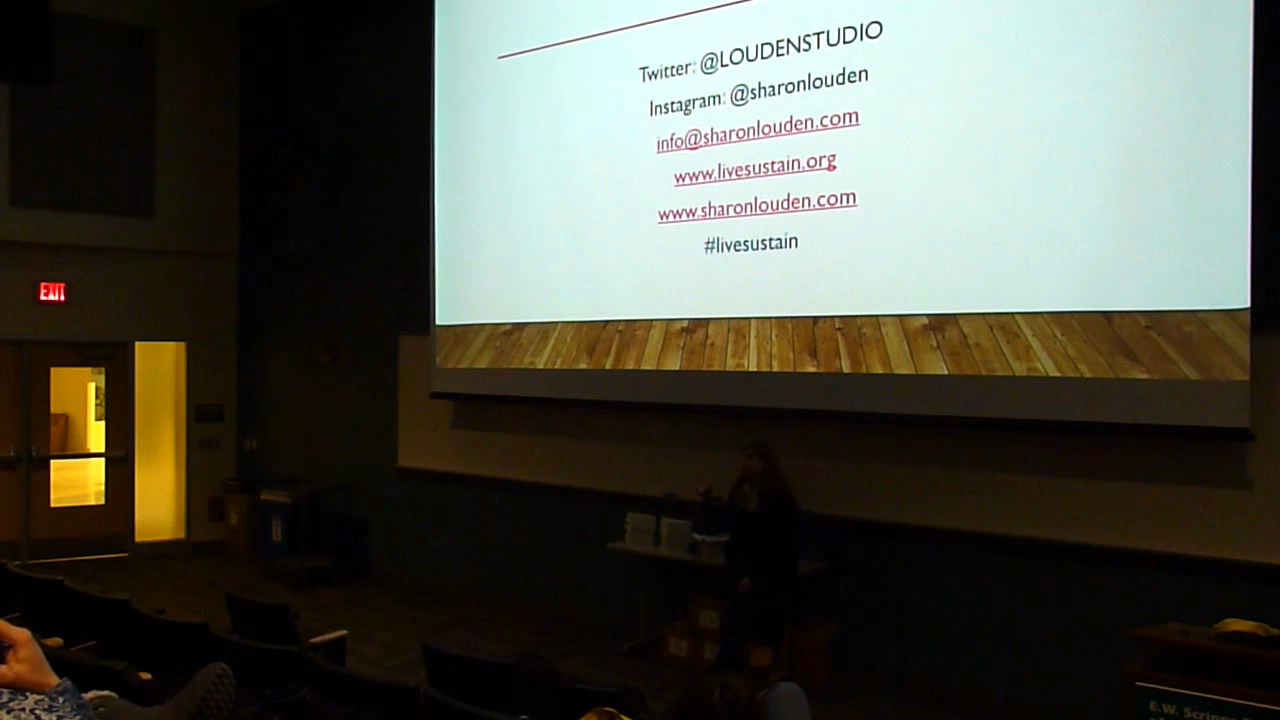 Twitter: @LOUDENSTUDIO
Instagram: @sharonlouden
info@sharonlouden.com
www.livesustain.org
www.sharonlouden.com
#livesustain
EXIT
E.W.